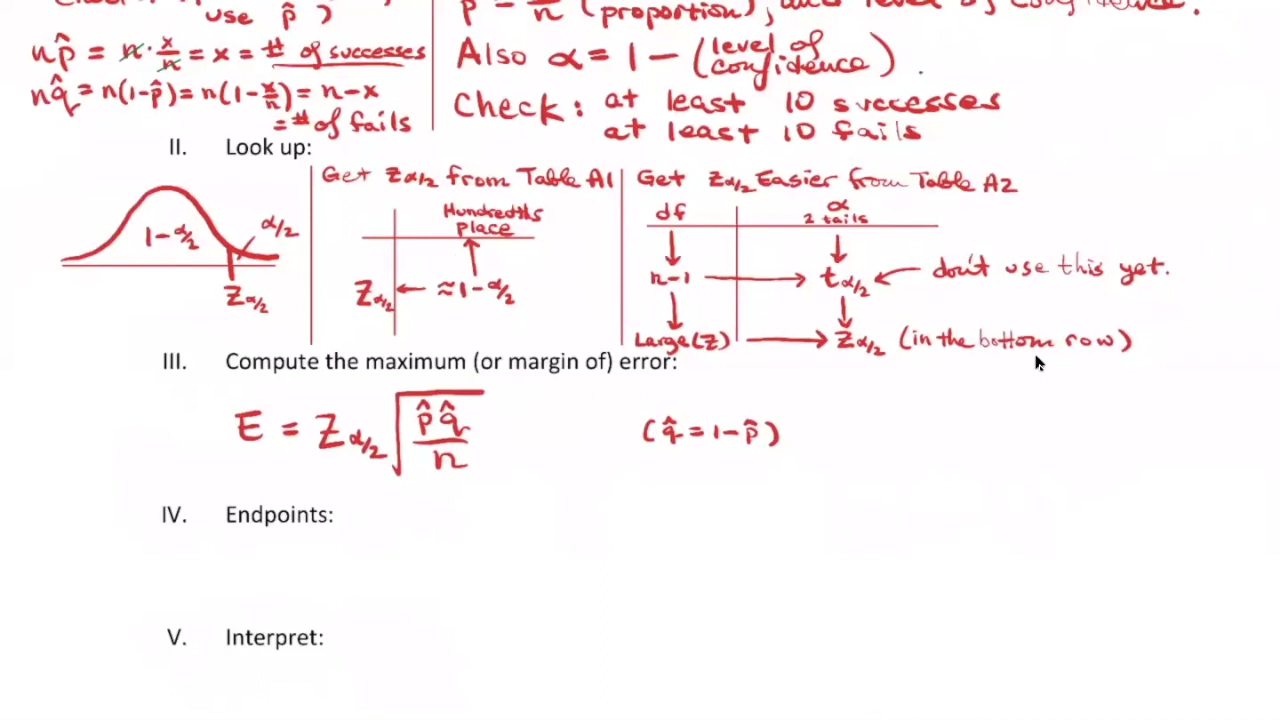 use p̂ )
p̂ = x/n (proportion), and level of confidence.
np̂ = n · x/n = x = # of successes
nq̂ = n(1-p̂) = n(1-x/n) = n-x
= # of fails
Also α = 1 - (level of confidence).
Check: at least 10 successes
at least 10 fails
II. Look up:
1-α/2
α/2
Zα/2
Get Zα/2 from Table A1
Hundredths place
Zα/2 ← ≈1-α/2
Get Zα/2 Easier from Table A2
df
α
2 tails
n-1 → tα/2 ← don't use this yet.
Large(Z) → Zα/2 (in the bottom row)
III. Compute the maximum (or margin of) error:
E = Zα/2 √(p̂q̂/n) (q̂ = 1-p̂)
IV. Endpoints:
V. Interpret: